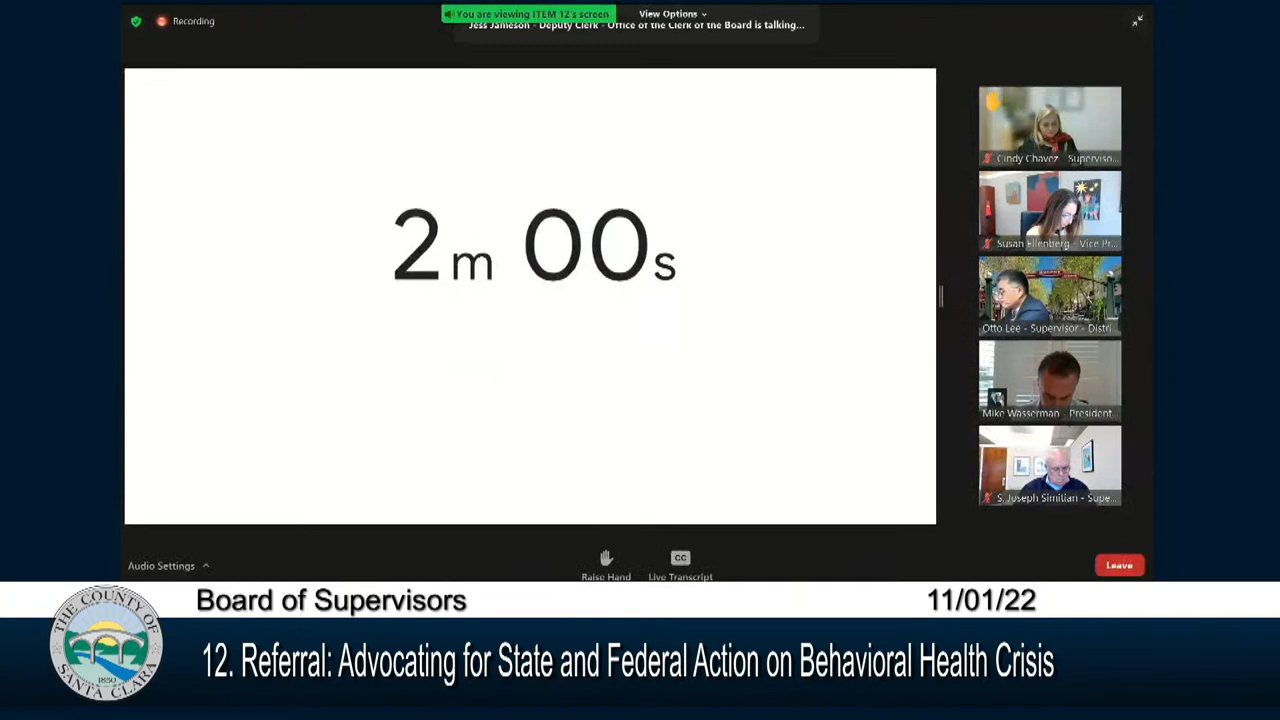 Recording
You are viewing ITEM 12's screen
View Options
Jess Jameson - Deputy Clerk - Office of the Clerk of the Board is talking...
2m 00s
Cindy Chavez - Superviso...
Susan Ellenberg - Vice Pr...
Otto Lee - Supervisor - Distri
Mike Wasserman - President
S. Joseph Simitian - Supe...
Audio Settings
Raise Hand
CC
Live Transcript
Leave
Board of Supervisors
11/01/22
THE COUNTY OF
SANTA CLARA
1850
12. Referral: Advocating for State and Federal Action on Behavioral Health Crisis